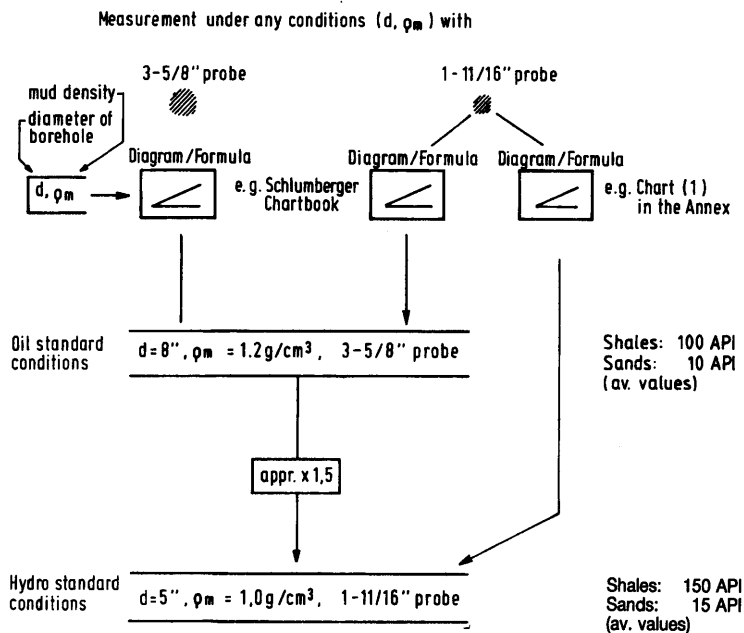 Measurement under any conditions (d, ϱm) with
3-5/8" probe
1-11/16" probe
mud density
diameter of
borehole
d, ϱm
Diagram/Formula
e.g. Schlumberger
Chartbook
Diagram/Formula
Diagram/Formula
e.g. Chart (1)
in the Annex
Oil standard
conditions
d=8", ϱm = 1.2g/cm³, 3-5/8" probe
Shales: 100 API
Sands: 10 API
(av. values)
appr. x 1,5
Hydro standard
conditions
d=5", ϱm = 1,0g/cm³, 1-11/16" probe
Shales: 150 API
Sands: 15 API
(av. values)